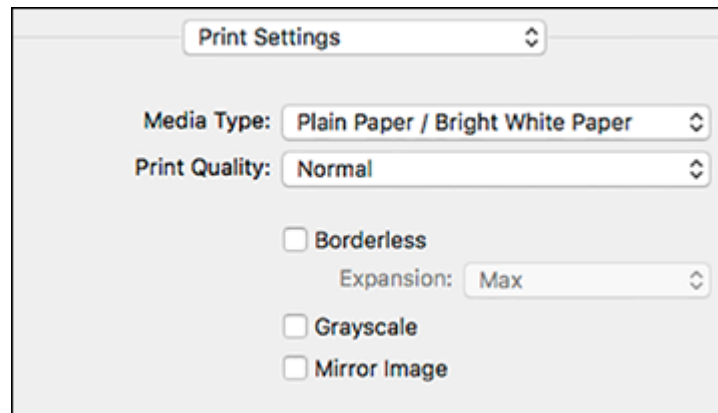 Print Settings
Media Type: Plain Paper / Bright White Paper
Print Quality: Normal
Borderless
Expansion: Max
Grayscale
Mirror Image